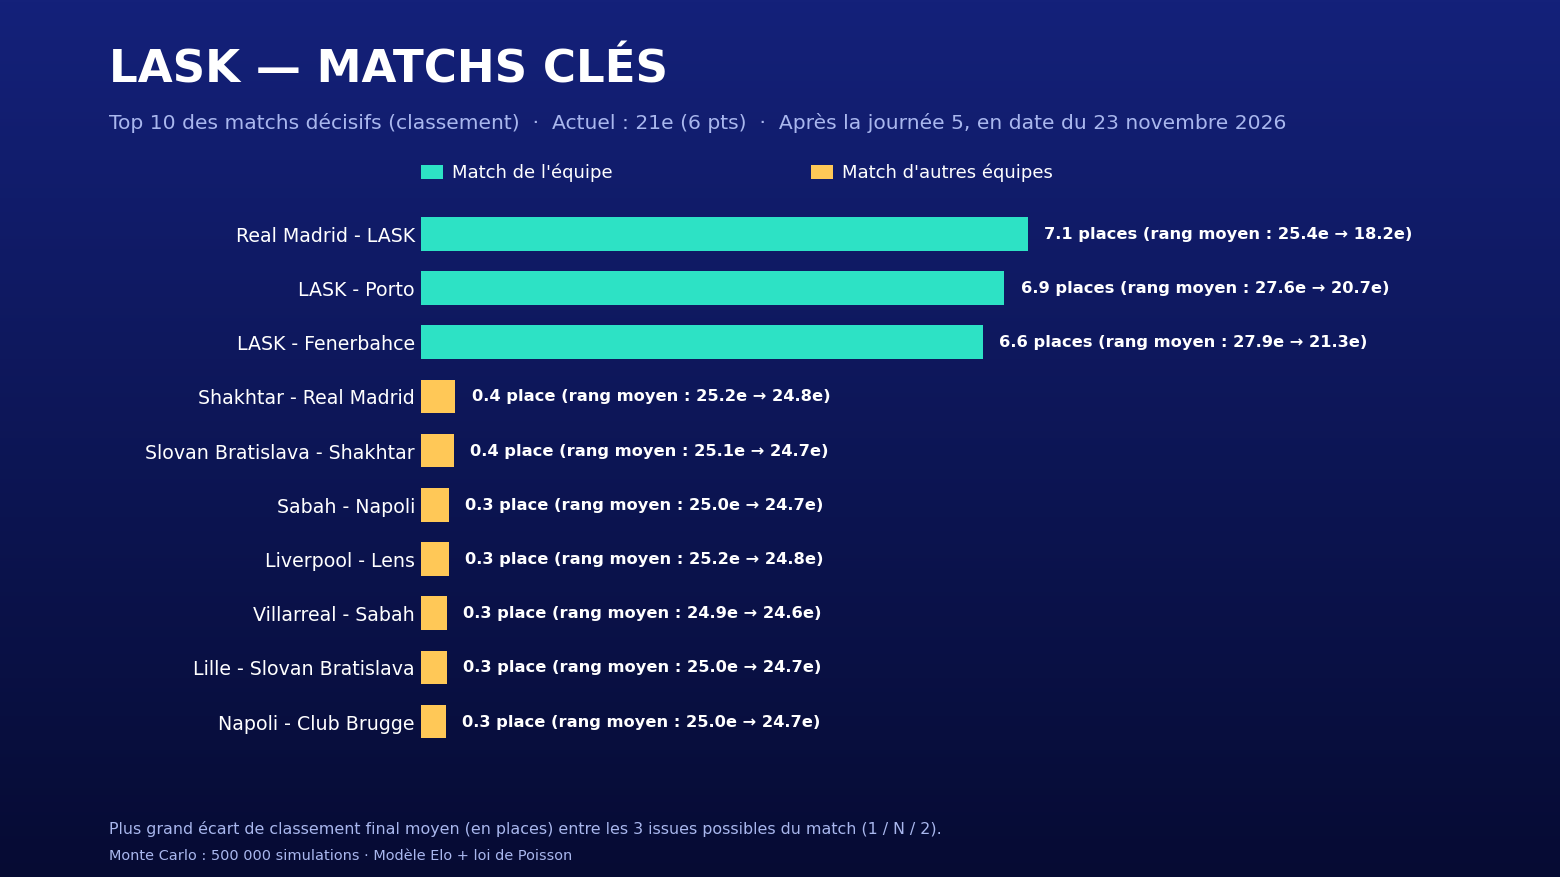 LASK — MATCHS CLÉS
Top 10 des matchs décisifs (classement) · Actuel : 21e (6 pts) · Après la journée 5, en date du 23 novembre 2026
Match de l'équipe Match d'autres équipes
Real Madrid - LASK 7.1 places (rang moyen : 25.4e → 18.2e)
LASK - Porto 6.9 places (rang moyen : 27.6e → 20.7e)
LASK - Fenerbahce 6.6 places (rang moyen : 27.9e → 21.3e)
Shakhtar - Real Madrid 0.4 place (rang moyen : 25.2e → 24.8e)
Slovan Bratislava - Shakhtar 0.4 place (rang moyen : 25.1e → 24.7e)
Sabah - Napoli 0.3 place (rang moyen : 25.0e → 24.7e)
Liverpool - Lens 0.3 place (rang moyen : 25.2e → 24.8e)
Villarreal - Sabah 0.3 place (rang moyen : 24.9e → 24.6e)
Lille - Slovan Bratislava 0.3 place (rang moyen : 25.0e → 24.7e)
Napoli - Club Brugge 0.3 place (rang moyen : 25.0e → 24.7e)
Plus grand écart de classement final moyen (en places) entre les 3 issues possibles du match (1 / N / 2).
Monte Carlo : 500 000 simulations · Modèle Elo + loi de Poisson